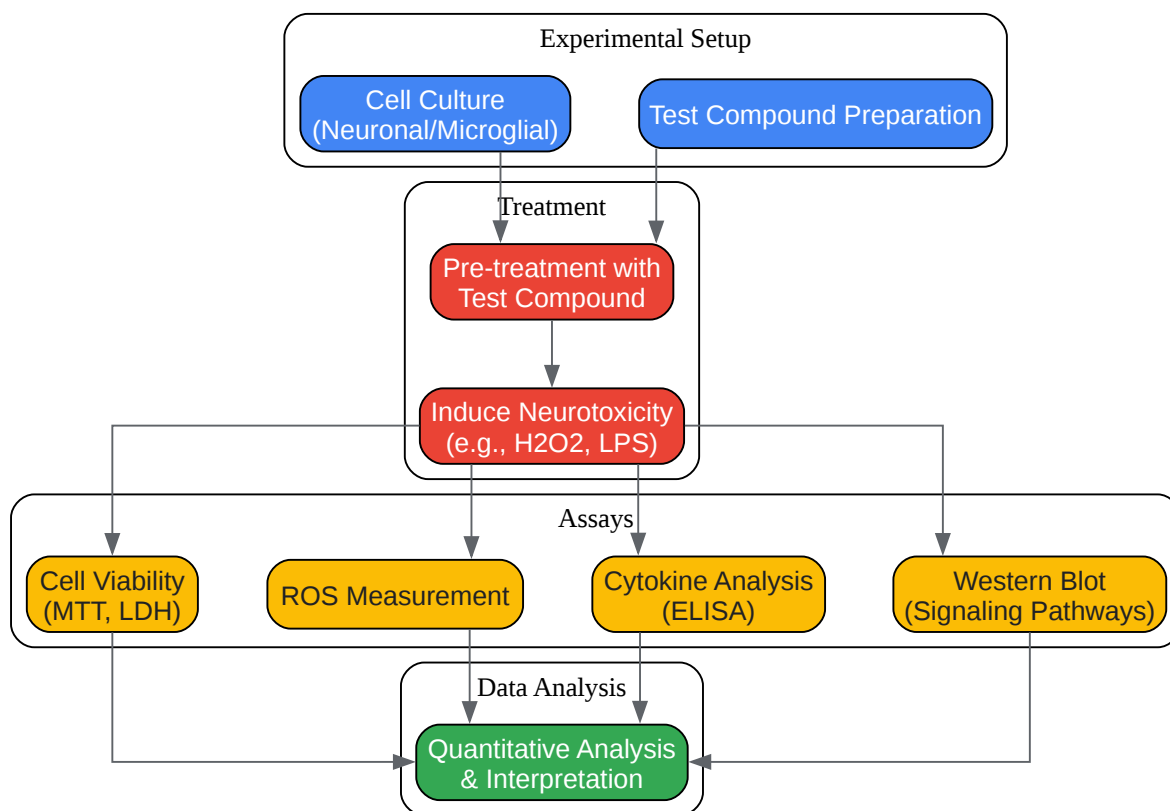 Experimental Setup
Cell Culture
(Neuronal/Microglial)
Test Compound Preparation
Treatment
Pre-treatment with
Test Compound
Induce Neurotoxicity
(e.g., H2O2, LPS)
Assays
Cell Viability
(MTT, LDH)
ROS Measurement
Cytokine Analysis
(ELISA)
Western Blot
(Signaling Pathways)
Data Analysis
Quantitative Analysis
& Interpretation